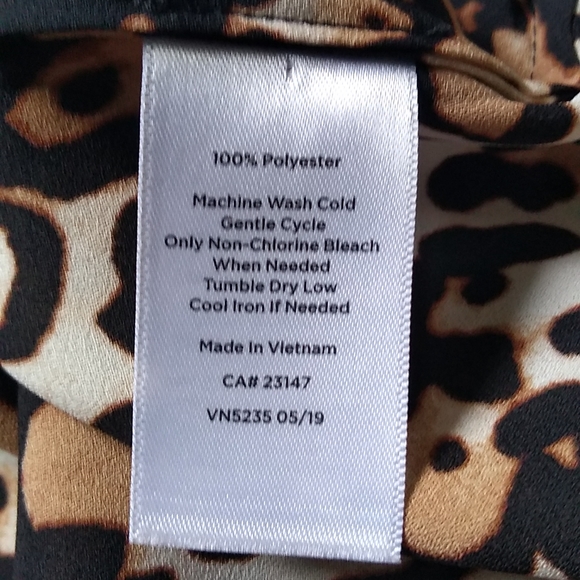 100% Polyester
Machine Wash Cold
Gentle Cycle
Only Non-Chlorine Bleach
When Needed
Tumble Dry Low
Cool Iron If Needed
Made In Vietnam
CA# 23147
VN5235 05/19